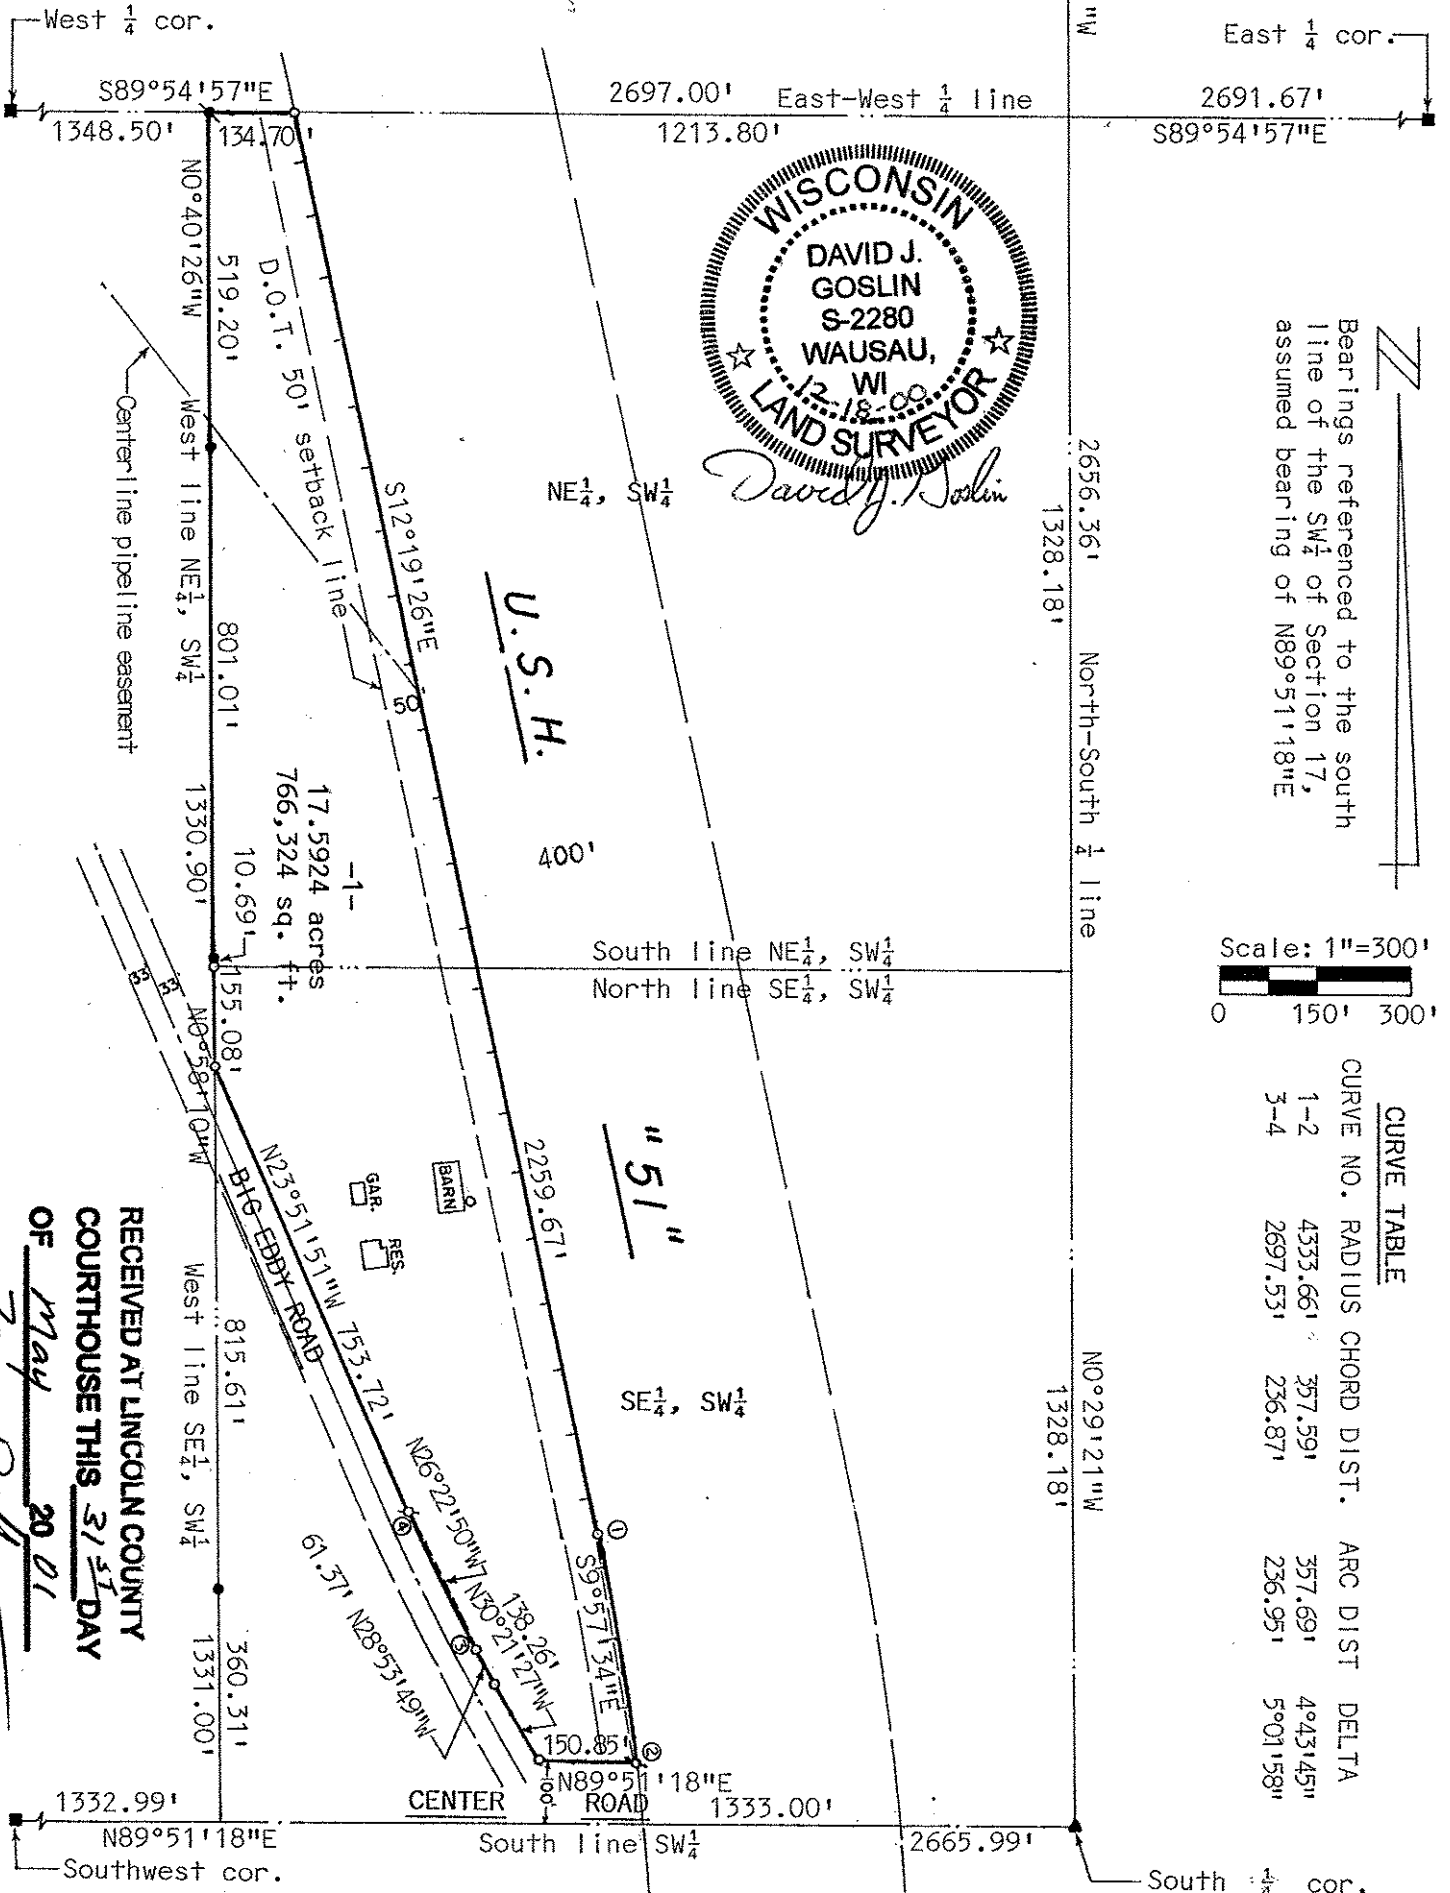 West 1/4 cor.
"W
East 1/4 cor.
S89°54'57"E
2697.00'
East-West 1/4 line
2691.67'
1348.50'
134.70'
1213.80'
S89°54'57"E
WISCONSIN
DAVID J.
GOSLIN
S-2280
WAUSAU,
WI
12-18-00
LAND SURVEYOR
David J. Goslin
Bearings referenced to the south
line of the SW1/4 of Section 17,
assumed bearing of N89°51'18"E
Scale: 1"=300'
0 150' 300'
CURVE TABLE
CURVE NO. RADIUS CHORD DIST. ARC DIST DELTA
1-2 4333.66' 357.59' 357.69' 4°43'45"
3-4 2697.53' 236.87' 236.95' 5°01'58"
N0°40'26"W
519.20'
D.O.T. 50' setback line
West line NE1/4, SW1/4
Centerline pipeline easement
801.01'
1330.90'
10.69'
S12°19'26"E
50
NE1/4, SW1/4
U.S.H.
"51"
400'
2656.36'
1328.18'
North-South 1/4 line
-1-
17.5924 acres
766,324 sq. ft.
South line NE1/4, SW1/4
North line SE1/4, SW1/4
155.08'
N0°58'10"W
33
33
BIG EDDY ROAD
N23°51'51"W 753.72'
GAR.
BARN
RES.
2259.67'
SE1/4, SW1/4
N0°29'21"W
1328.18'
West line SE1/4, SW1/4
815.61'
N26°22'50"W
138.26'
N30°21'27"W
61.37' N28°53'49"W
S9°57'34"E
1
2
3
4
360.31'
1331.00'
150.85'
N89°51'18"E
100'
CENTER ROAD
1332.99'
1333.00'
N89°51'18"E
South line SW1/4
2665.99'
Southwest cor.
South 1/4 cor.
RECEIVED AT LINCOLN COUNTY
COURTHOUSE THIS 31ST DAY
OF May 2001